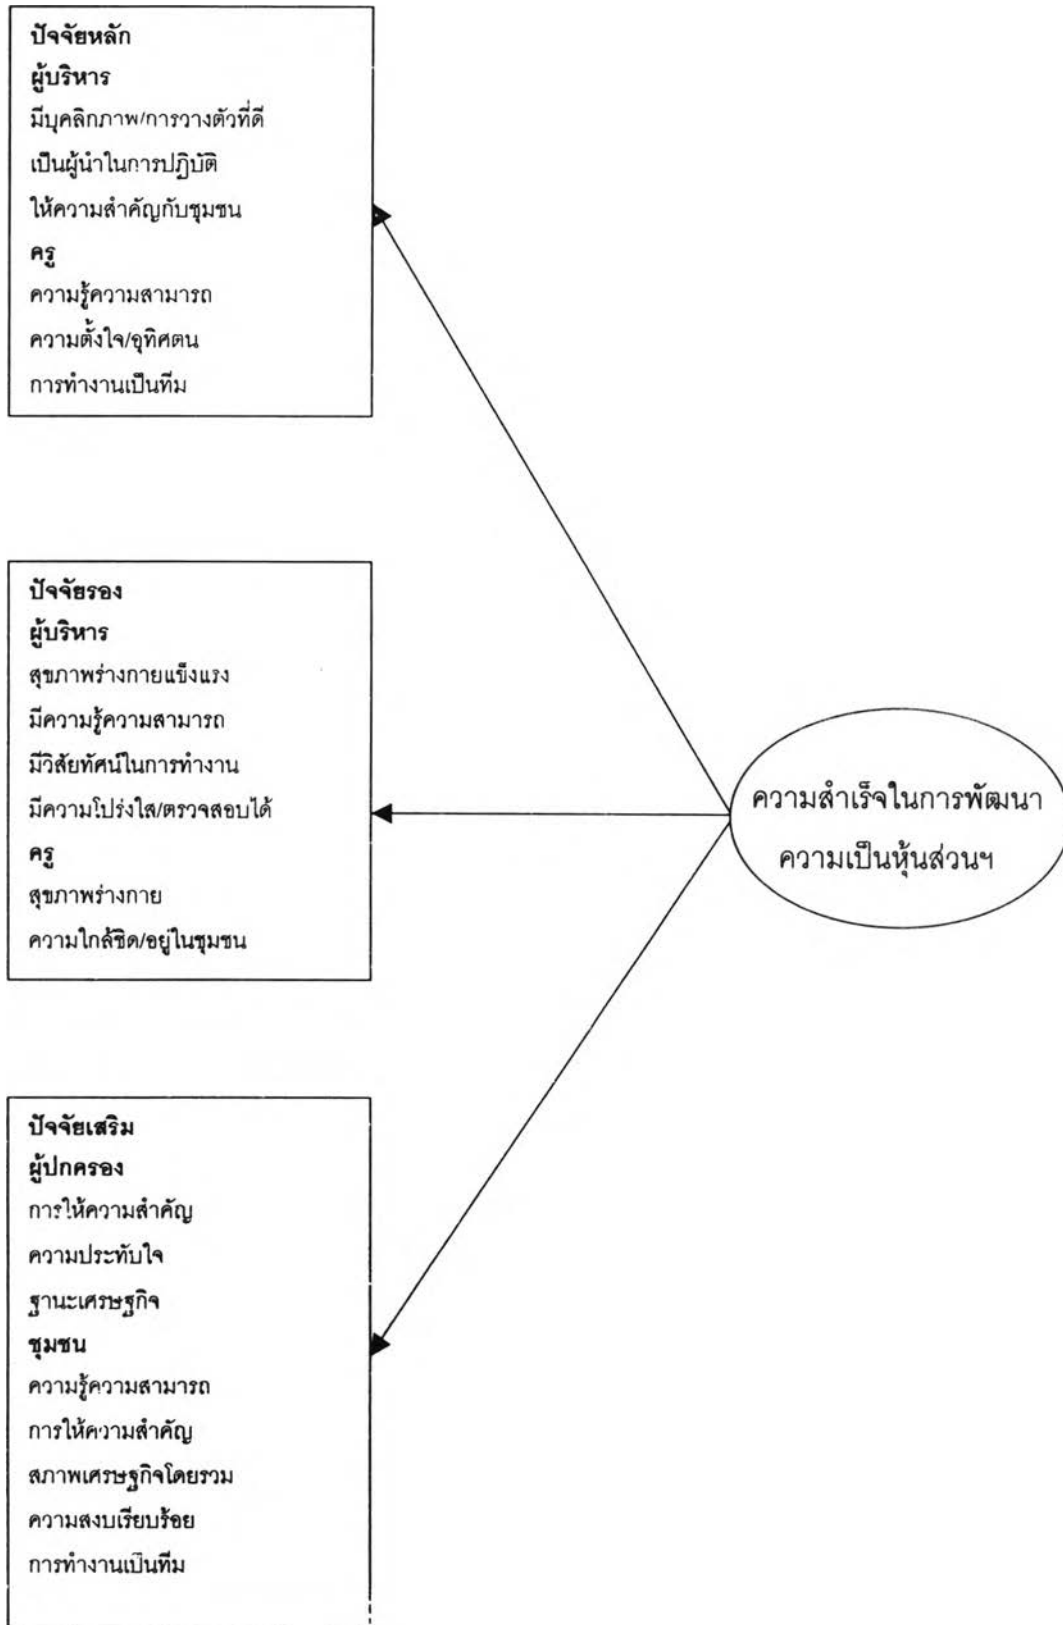 ปัจจัยหลัก
ผู้บริหาร
มีบุคลิกภาพ/การวางตัวที่ดี
เป็นผู้นำในการปฏิบัติ
ให้ความสำคัญกับชุมชน
ครู
ความรู้ความสามารถ
ความตั้งใจ/อุทิศตน
การทำงานเป็นทีม
ปัจจัยรอง
ผู้บริหาร
สุขภาพร่างกายแข็งแรง
มีความรู้ความสามารถ
มีวิสัยทัศน์ในการทำงาน
มีความโปร่งใส/ตรวจสอบได้
ครู
สุขภาพร่างกาย
ความใกล้ชิด/อยู่ในชุมชน
ความสำเร็จในการพัฒนา
ความเป็นหุ้นส่วนฯ
ปัจจัยเสริม
ผู้ปกครอง
การให้ความสำคัญ
ความประทับใจ
ฐานะเศรษฐกิจ
ชุมชน
ความรู้ความสามารถ
การให้ความสำคัญ
สภาพเศรษฐกิจโดยรวม
ความสงบเรียบร้อย
การทำงานเป็นทีม